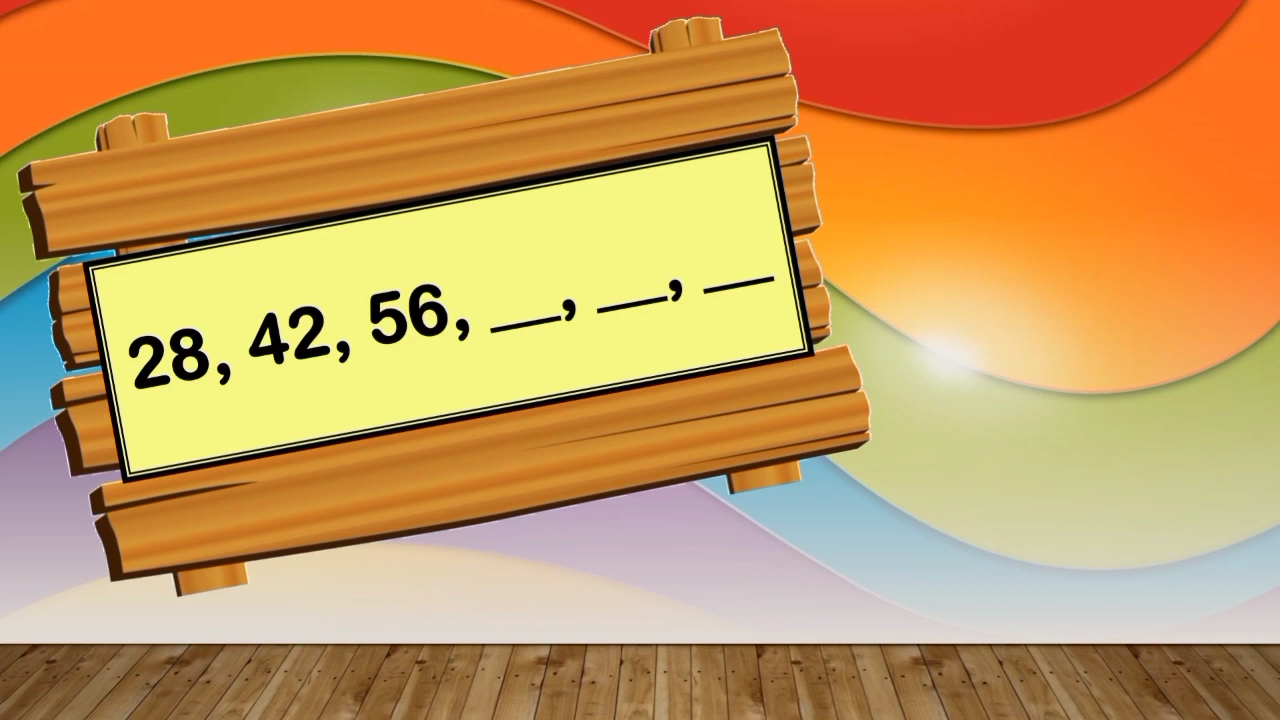 28, 42, 56, __, __, __